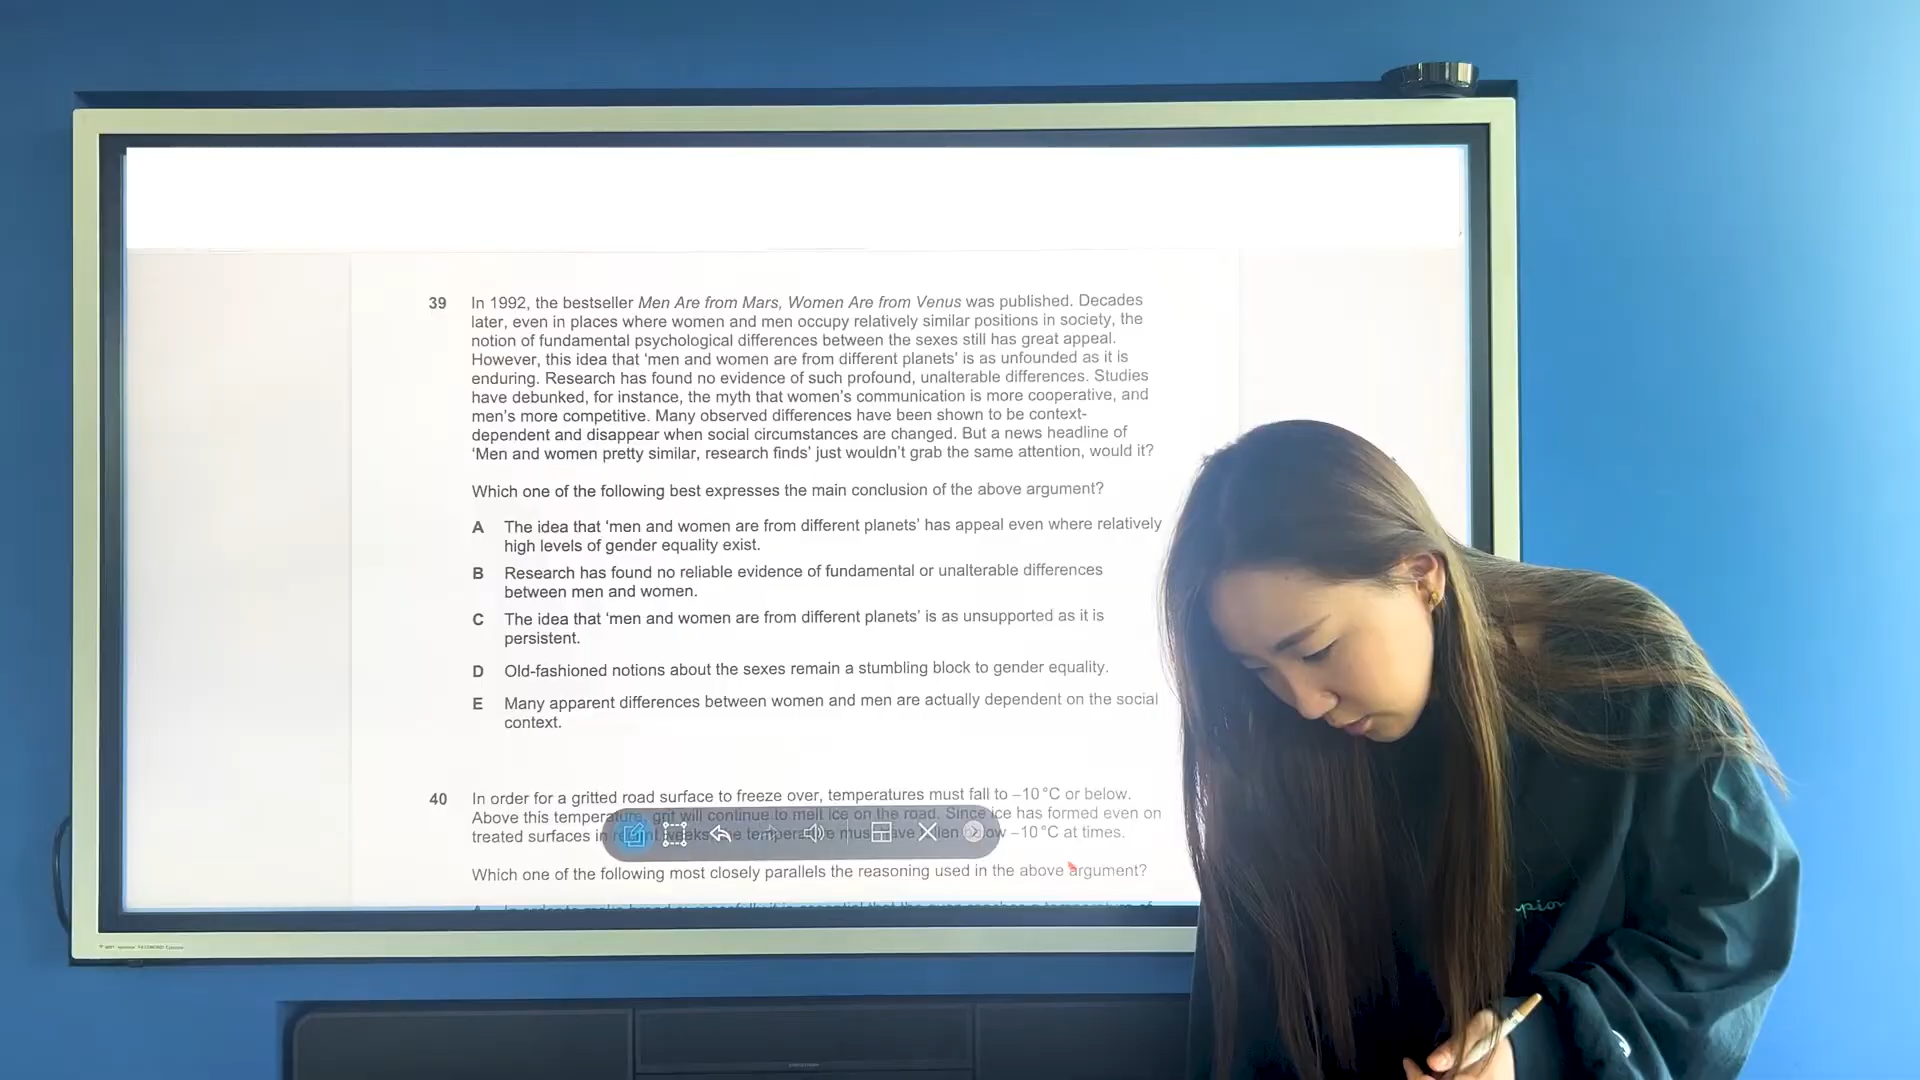 39 In 1992, the bestseller Men Are from Mars, Women Are from Venus was published. Decades
later, even in places where women and men occupy relatively similar positions in society, the
notion of fundamental psychological differences between the sexes still has great appeal.
However, this idea that ‘men and women are from different planets’ is as unfounded as it is
enduring. Research has found no evidence of such profound, unalterable differences. Studies
have debunked, for instance, the myth that women’s communication is more cooperative, and
men’s more competitive. Many observed differences have been shown to be context-
dependent and disappear when social circumstances are changed. But a news headline of
‘Men and women pretty similar, research finds’ just wouldn’t grab the same attention, would it?
Which one of the following best expresses the main conclusion of the above argument?
A The idea that ‘men and women are from different planets’ has appeal even where relatively
high levels of gender equality exist.
B Research has found no reliable evidence of fundamental or unalterable differences
between men and women.
C The idea that ‘men and women are from different planets’ is as unsupported as it is
persistent.
D Old-fashioned notions about the sexes remain a stumbling block to gender equality.
E Many apparent differences between women and men are actually dependent on the social
context.
40 In order for a gritted road surface to freeze over, temperatures must fall to –10 °C or below.
Above this temperature, grit will continue to melt ice on the road. Since ice has formed even on
treated surfaces in weeks, temperature must –10 °C at times.
Which one of the following most closely parallels the reasoning used in the above argument?